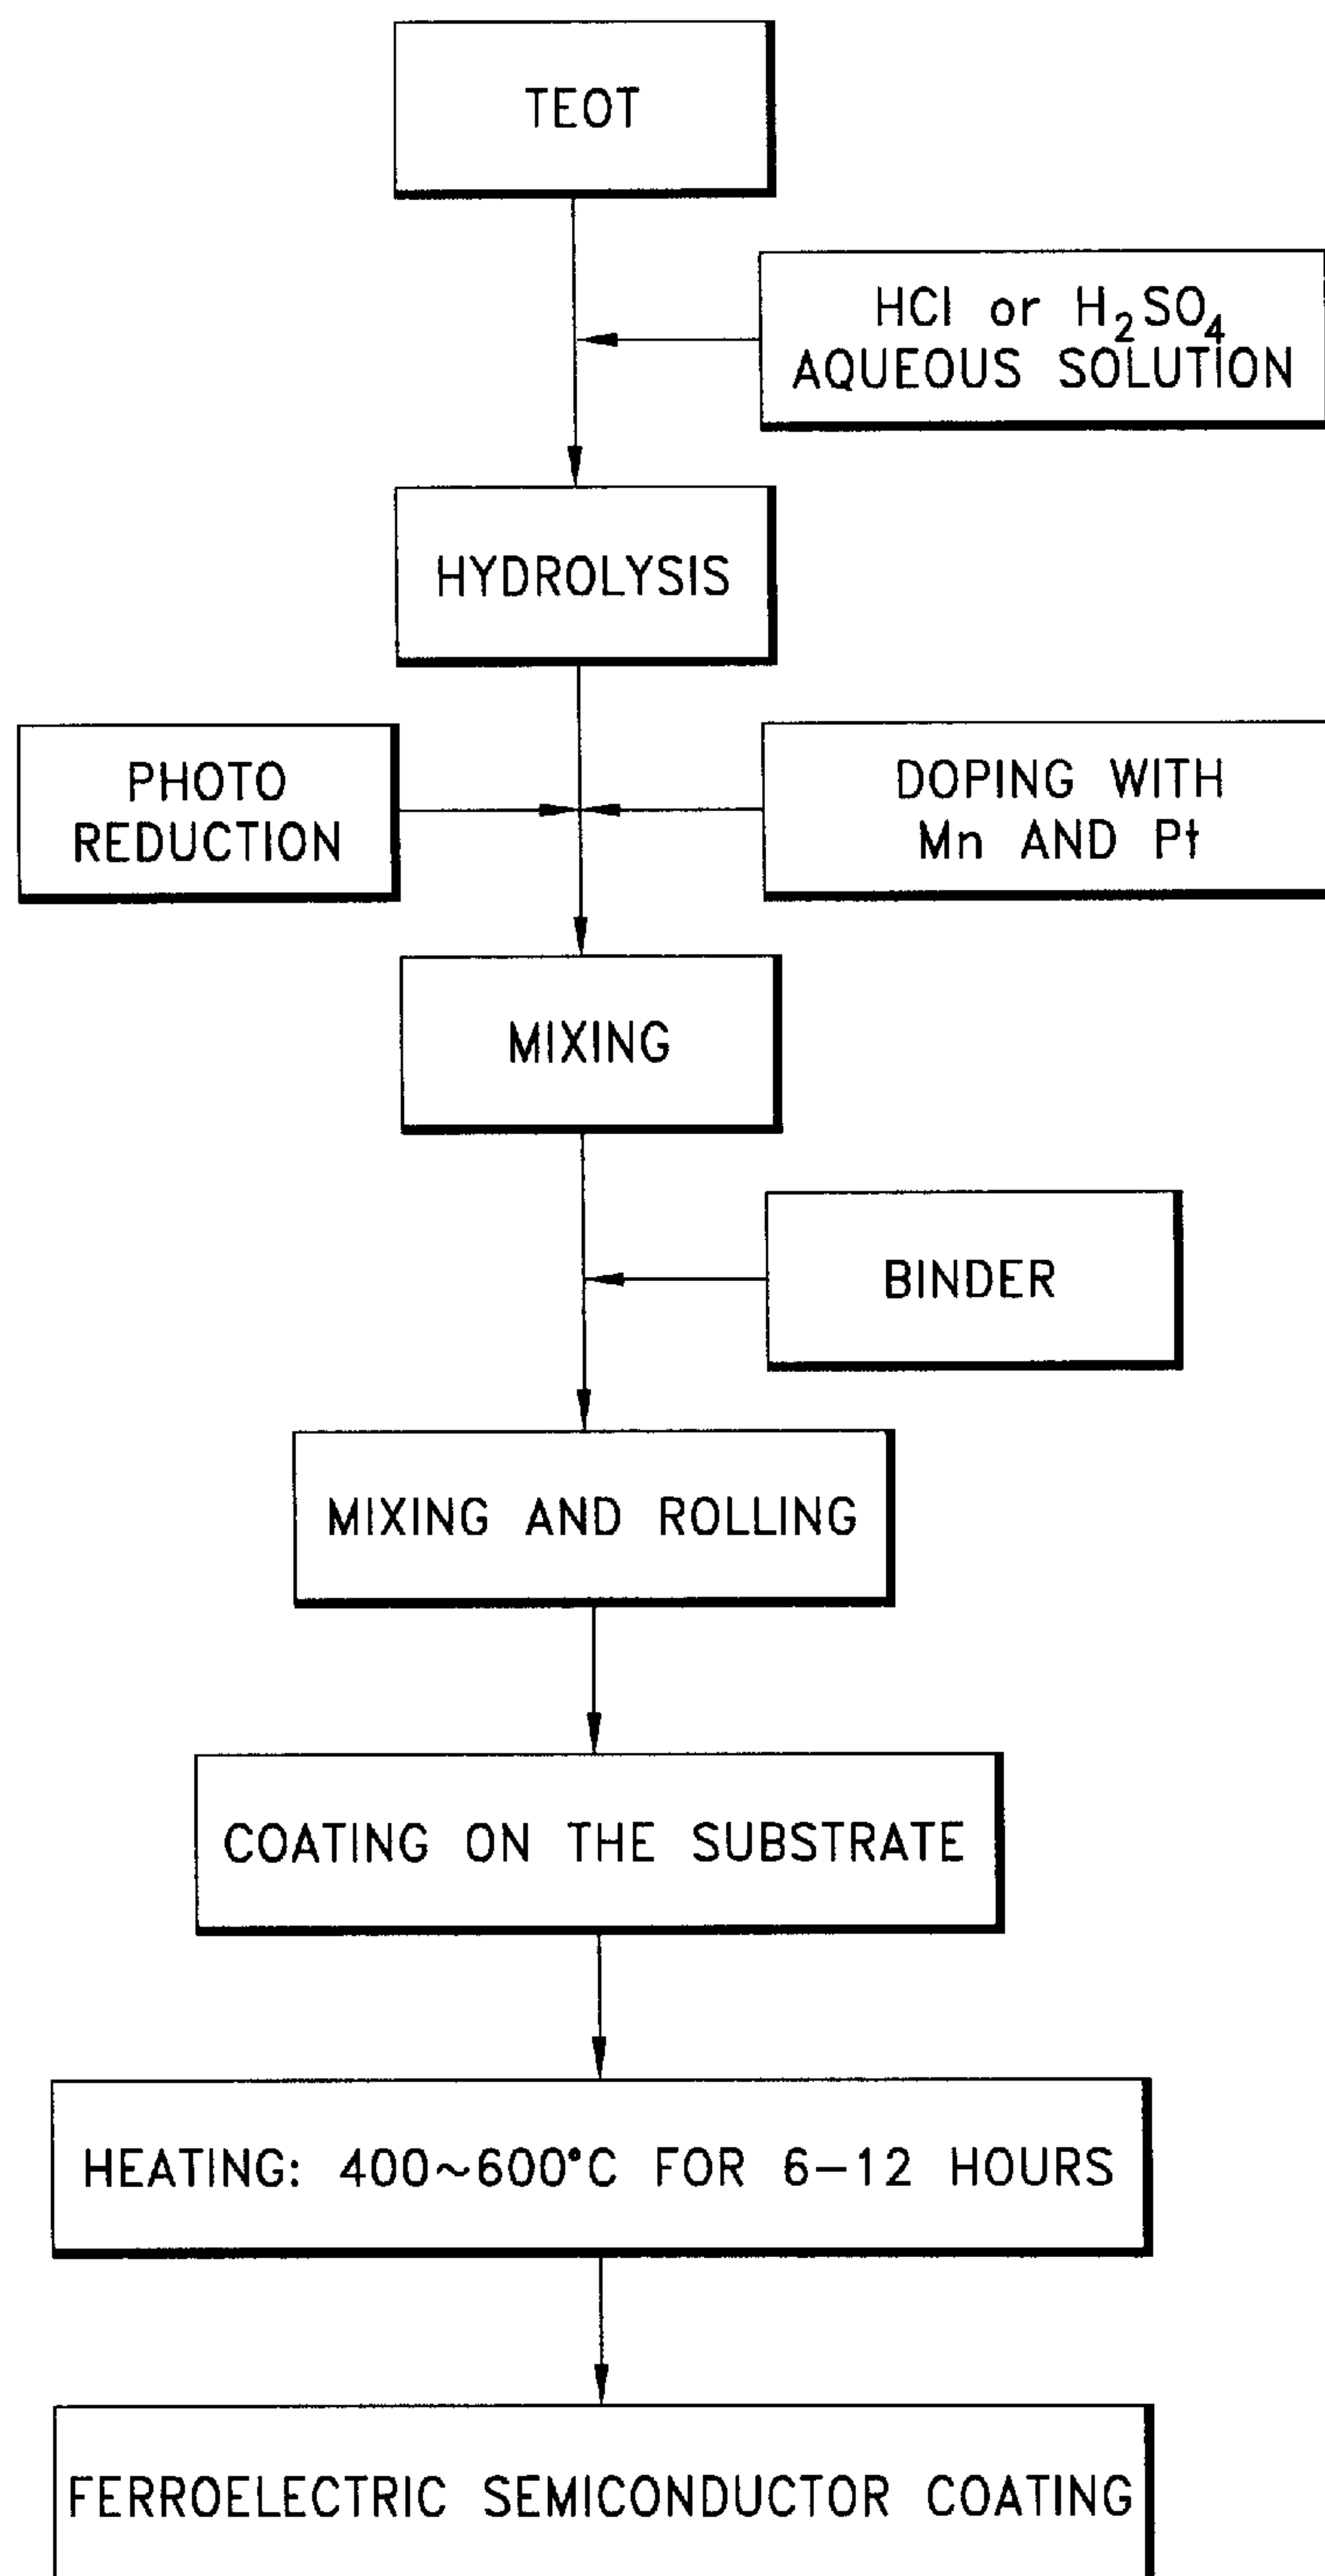 TEOT
HCl or H₂SO₄
AQUEOUS SOLUTION
HYDROLYSIS
PHOTO
REDUCTION
DOPING WITH
Mn AND Pt
MIXING
BINDER
MIXING AND ROLLING
COATING ON THE SUBSTRATE
HEATING: 400~600°C FOR 6-12 HOURS
FERROELECTRIC SEMICONDUCTOR COATING